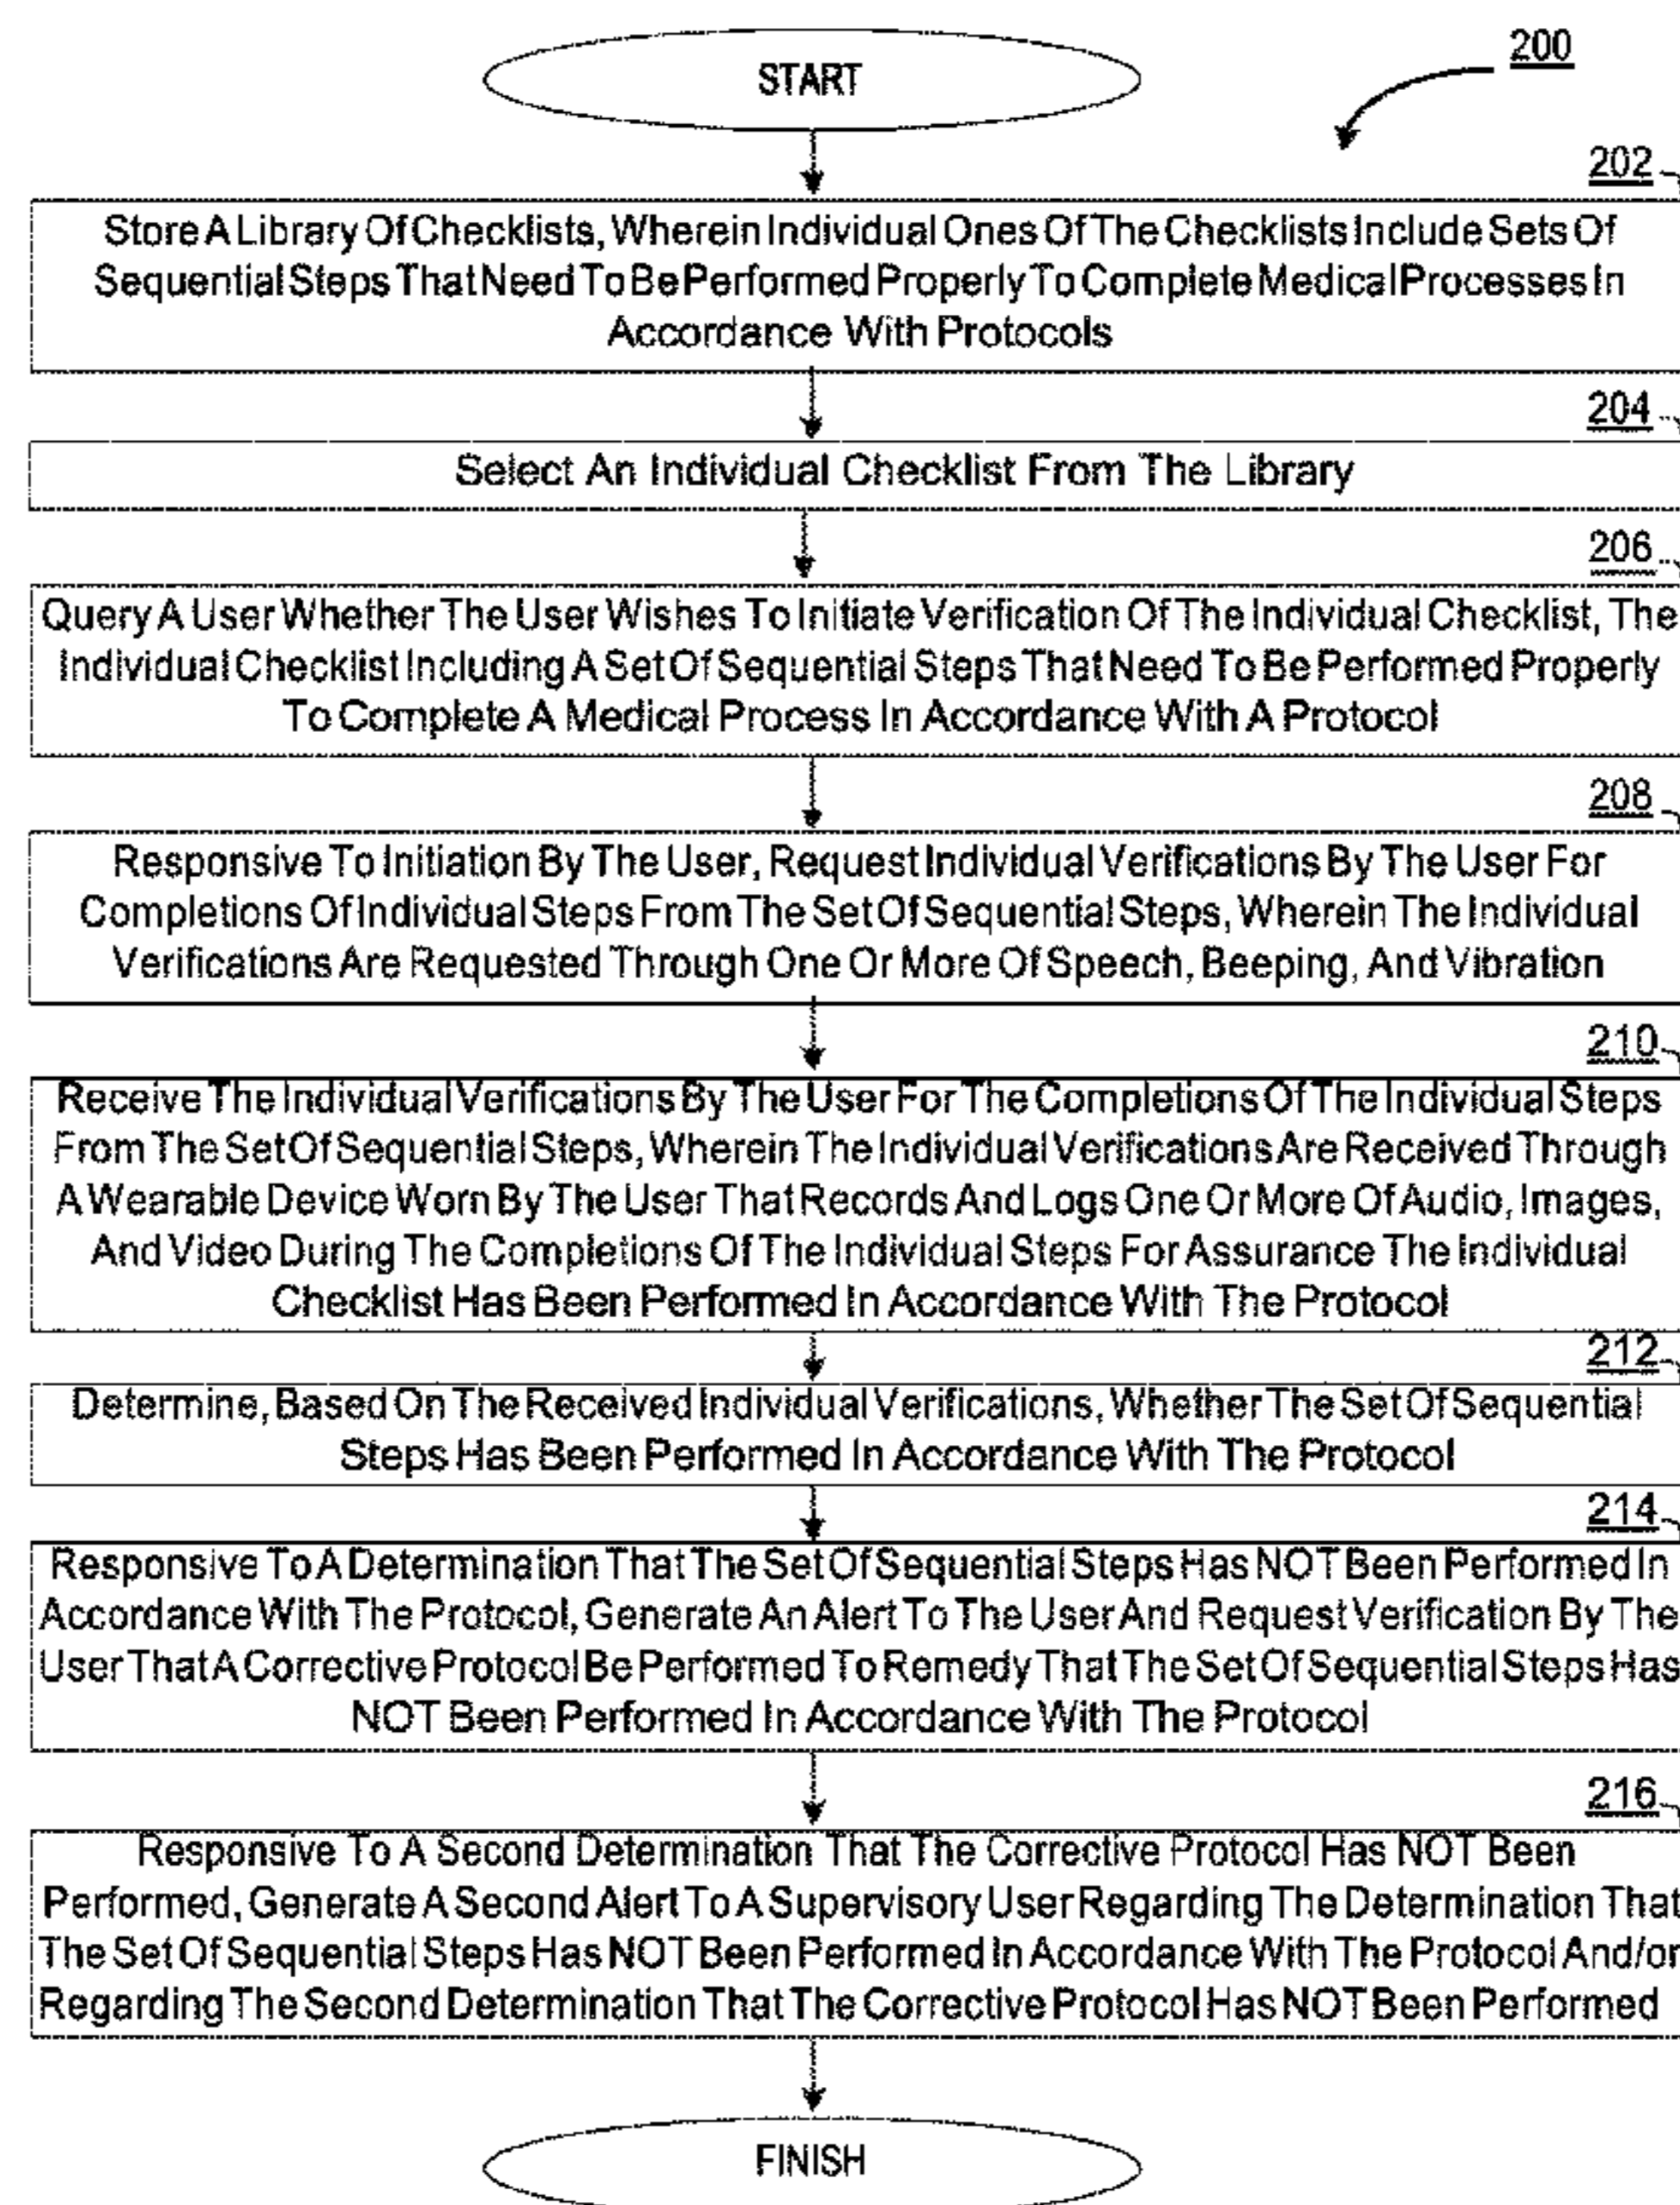 START
200
202
Store A Library Of Checklists, Wherein Individual Ones Of The Checklists Include Sets Of
Sequential Steps That Need To Be Performed Properly To Complete Medical Processes In
Accordance With Protocols
204
Select An Individual Checklist From The Library
206
Query A User Whether The User Wishes To Initiate Verification Of The Individual Checklist, The
Individual Checklist Including A Set Of Sequential Steps That Need To Be Performed Properly
To Complete A Medical Process In Accordance With A Protocol
208
Responsive To Initiation By The User, Request Individual Verifications By The User For
Completions Of Individual Steps From The Set Of Sequential Steps, Wherein The Individual
Verifications Are Requested Through One Or More Of Speech, Beeping, And Vibration
210
Receive The Individual Verifications By The User For The Completions Of The Individual Steps
From The Set Of Sequential Steps, Wherein The Individual Verifications Are Received Through
A Wearable Device Worn By The User That Records And Logs One Or More Of Audio, Images,
And Video During The Completions Of The Individual Steps For Assurance The Individual
Checklist Has Been Performed In Accordance With The Protocol
212
Determine, Based On The Received Individual Verifications, Whether The Set Of Sequential
Steps Has Been Performed In Accordance With The Protocol
214
Responsive To A Determination That The Set Of Sequential Steps Has NOT Been Performed In
Accordance With The Protocol, Generate An Alert To The User And Request Verification By The
User That A Corrective Protocol Be Performed To Remedy That The Set Of Sequential Steps Has
NOT Been Performed In Accordance With The Protocol
216
Responsive To A Second Determination That The Corrective Protocol Has NOT Been
Performed, Generate A Second Alert To A Supervisory User Regarding The Determination That
The Set Of Sequential Steps Has NOT Been Performed In Accordance With The Protocol And/or
Regarding The Second Determination That The Corrective Protocol Has NOT Been Performed
FINISH